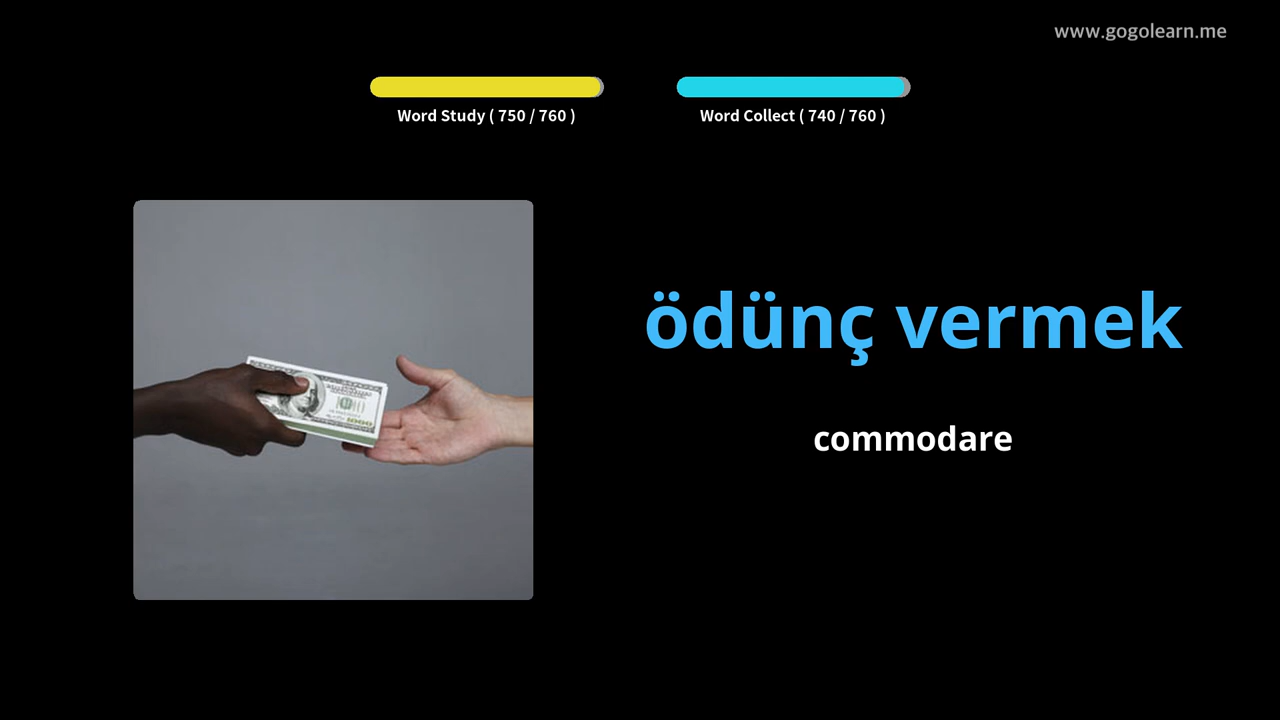 www.gogolearn.me
Word Study ( 750 / 760 )
Word Collect ( 740 / 760 )
ödünç vermek
commodare